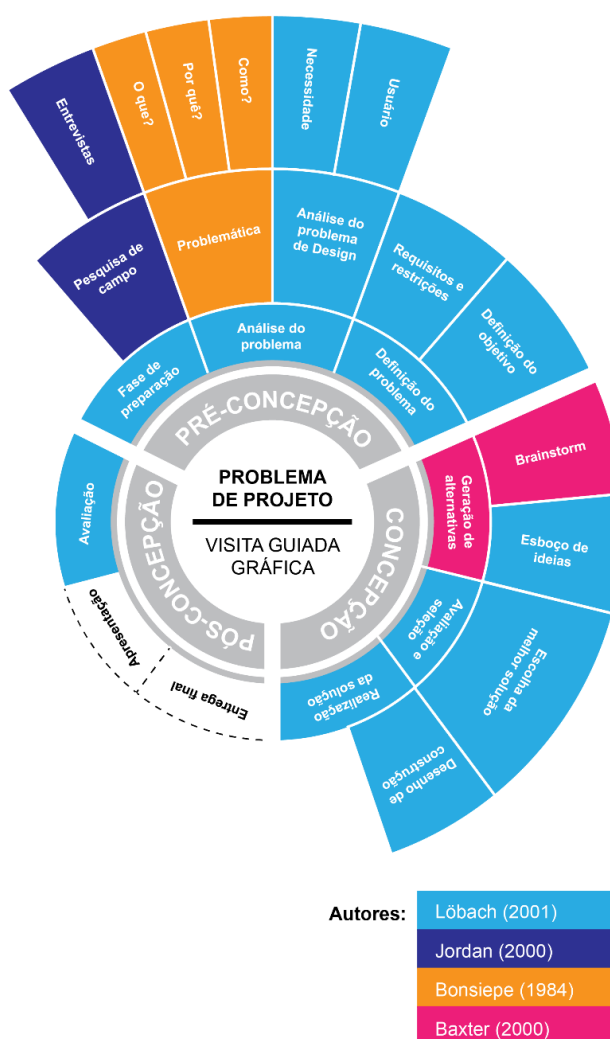 Entrevistas
O que?
Por quê?
Como?
Necessidade
Usuário
Pesquisa de
campo
Problemática
Análise do
problema
de Design
Requisitos e
restrições
Definição do
objetivo
Fase de
preparação
Análise do
problema
Definição do
problema
PRÉ-CONCEPÇÃO
PROBLEMA
DE PROJETO
VISITA GUIADA
GRÁFICA
CONCEPÇÃO
Geração de
alternativas
Brainstorm
Esboço de
ideias
Avaliação e
seleção
Escolha da
melhor solução
Realização
da solução
Desenho de
construção
PÓS-CONCEPÇÃO
Avaliação
Apresentação
Entrega final
Autores:
Löbach (2001)
Jordan (2000)
Bonsiepe (1984)
Baxter (2000)